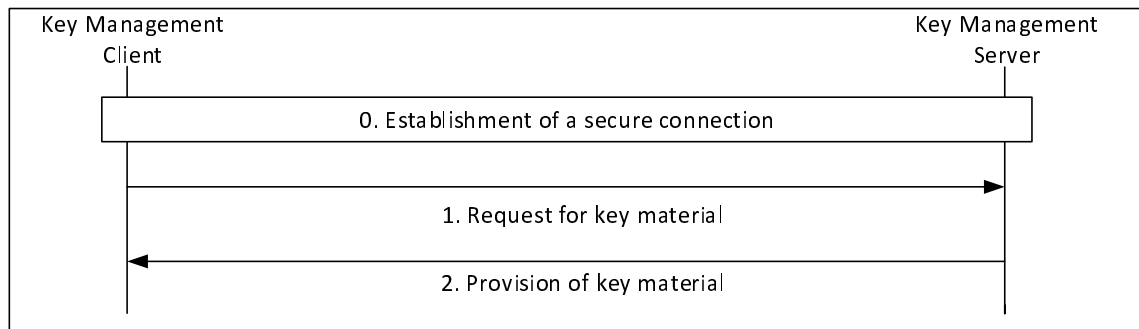 Key Management
Client
Key Management
Server
0. Establishment of a secure connection
1. Request for key material
2. Provision of key material